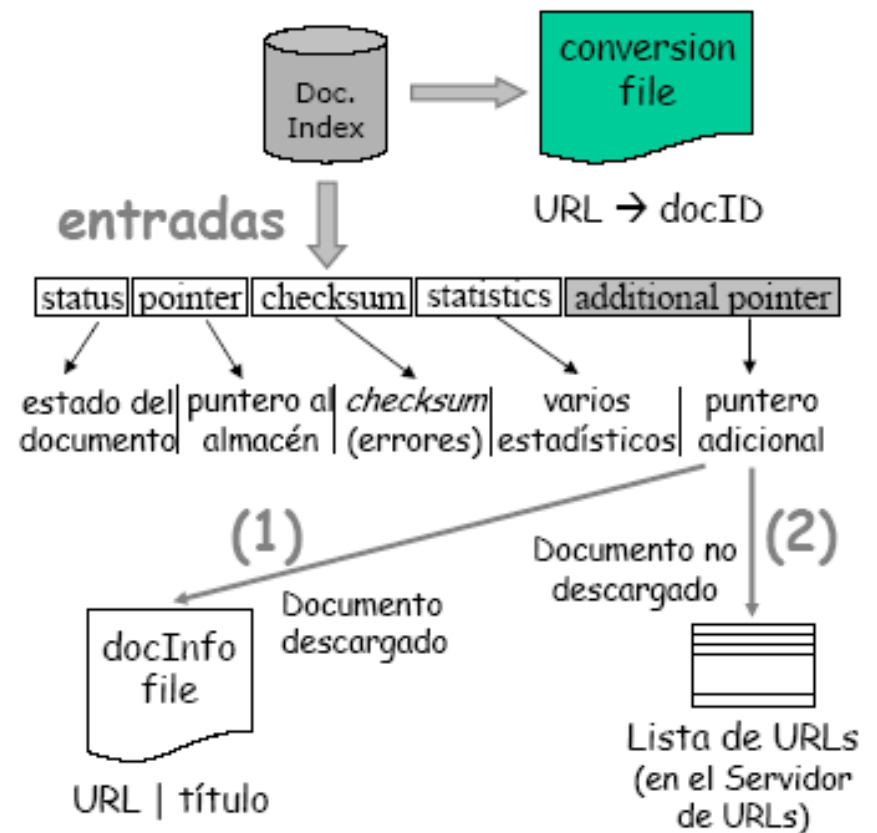 conversion
file
Doc.
Index
URL → docID
entradas
status pointer checksum statistics additional pointer
estado del puntero al checksum varios puntero
documento almacén (errores) estadísticos adicional
(1) (2)
Documento no
descargado
Documento
descargado
docInfo
file
URL | título
Lista de URLs
(en el Servidor
de URLs)